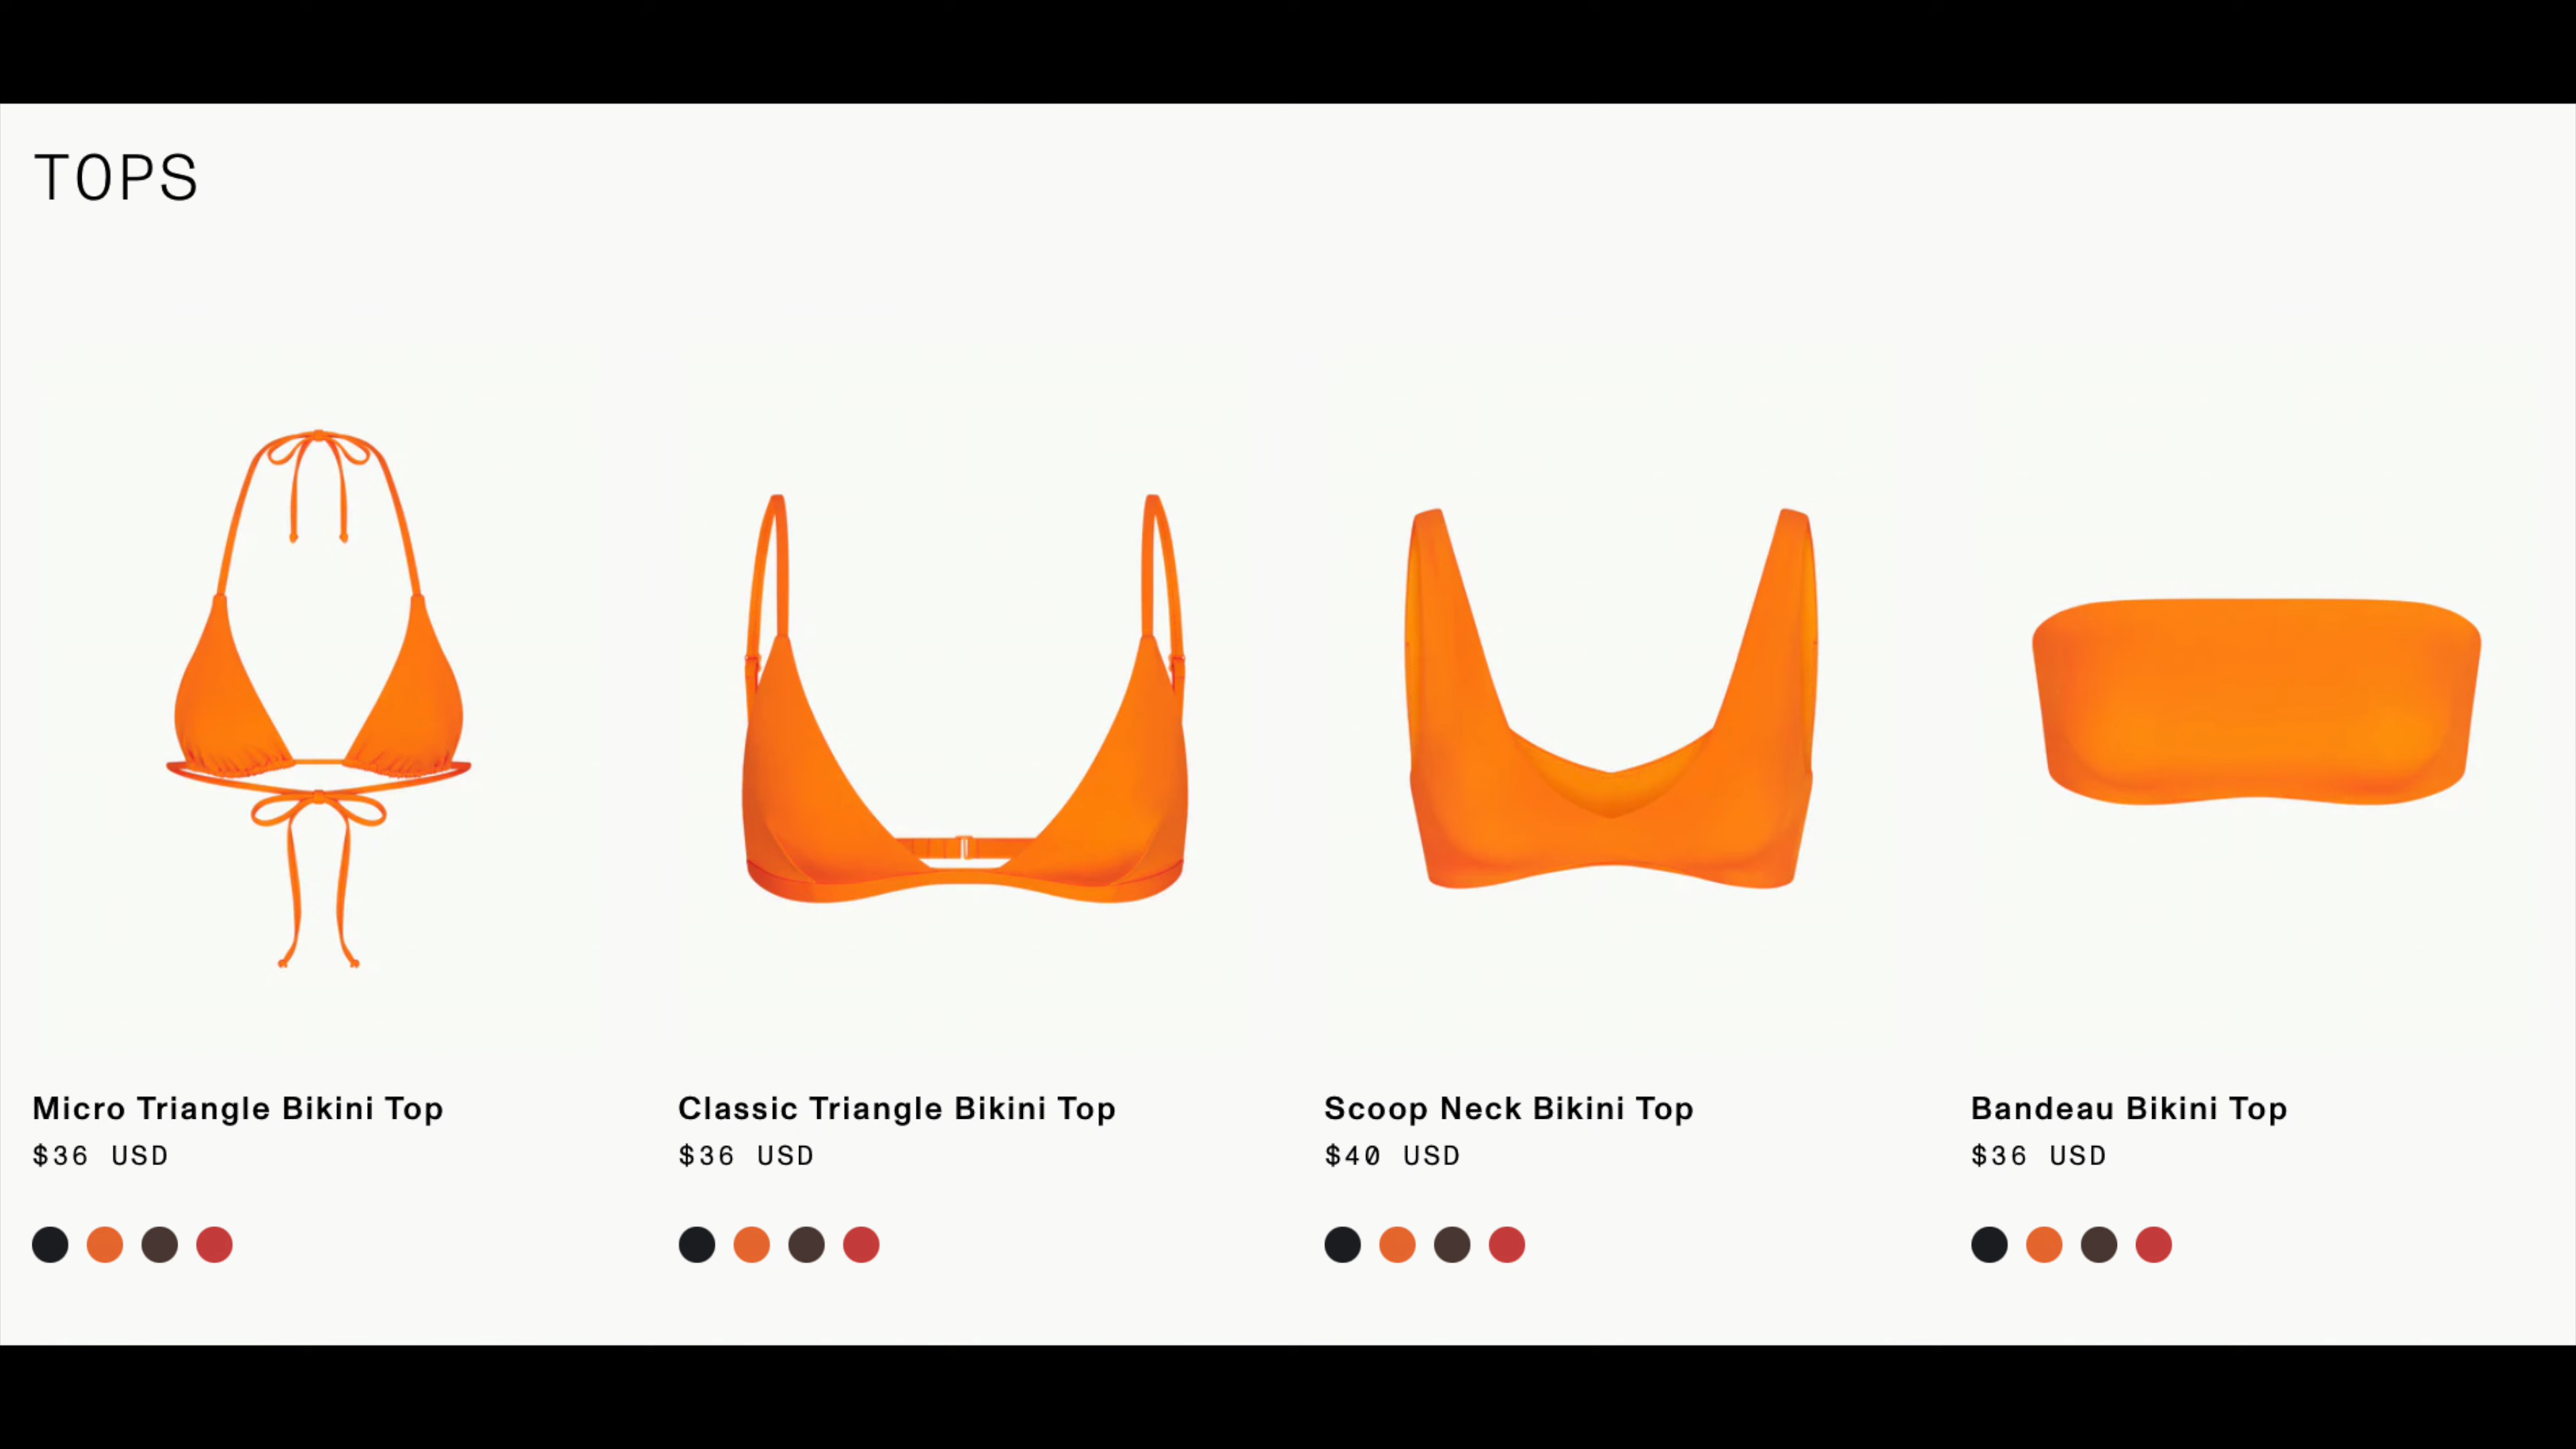 TOPS
Micro Triangle Bikini Top
$36 USD
Classic Triangle Bikini Top
$36 USD
Scoop Neck Bikini Top
$40 USD
Bandeau Bikini Top
$36 USD